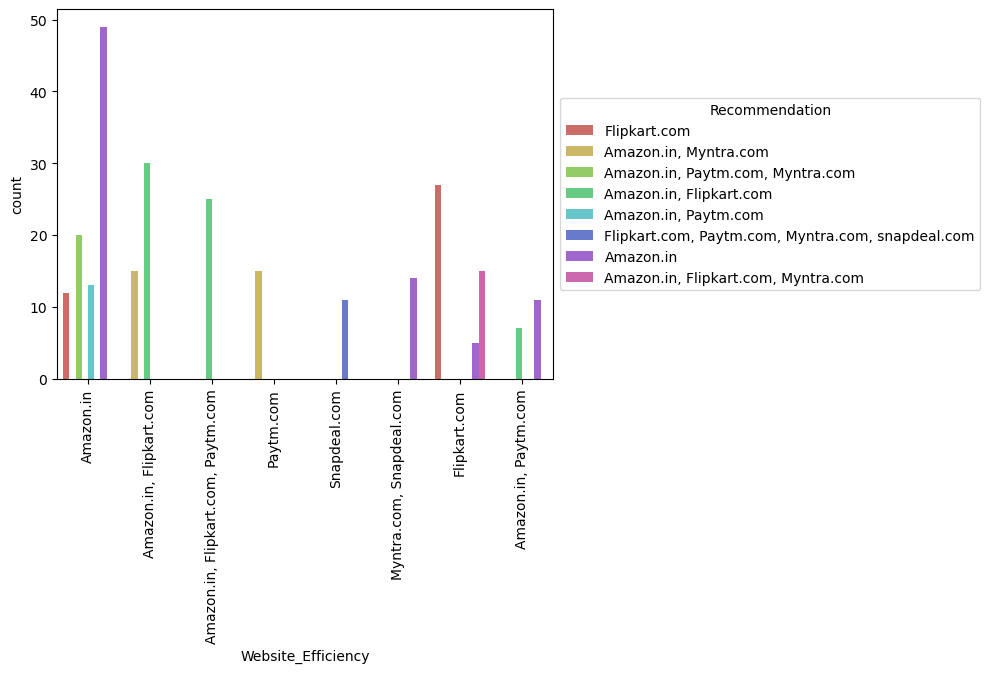 50
40
30
20
10
0
count
Amazon.in
Amazon.in, Flipkart.com
Amazon.in, Flipkart.com, Paytm.com
Paytm.com
Snapdeal.com
Myntra.com, Snapdeal.com
Flipkart.com
Amazon.in, Paytm.com
Website_Efficiency
Recommendation
Flipkart.com
Amazon.in, Myntra.com
Amazon.in, Paytm.com, Myntra.com
Amazon.in, Flipkart.com
Amazon.in, Paytm.com
Flipkart.com, Paytm.com, Myntra.com, snapdeal.com
Amazon.in
Amazon.in, Flipkart.com, Myntra.com